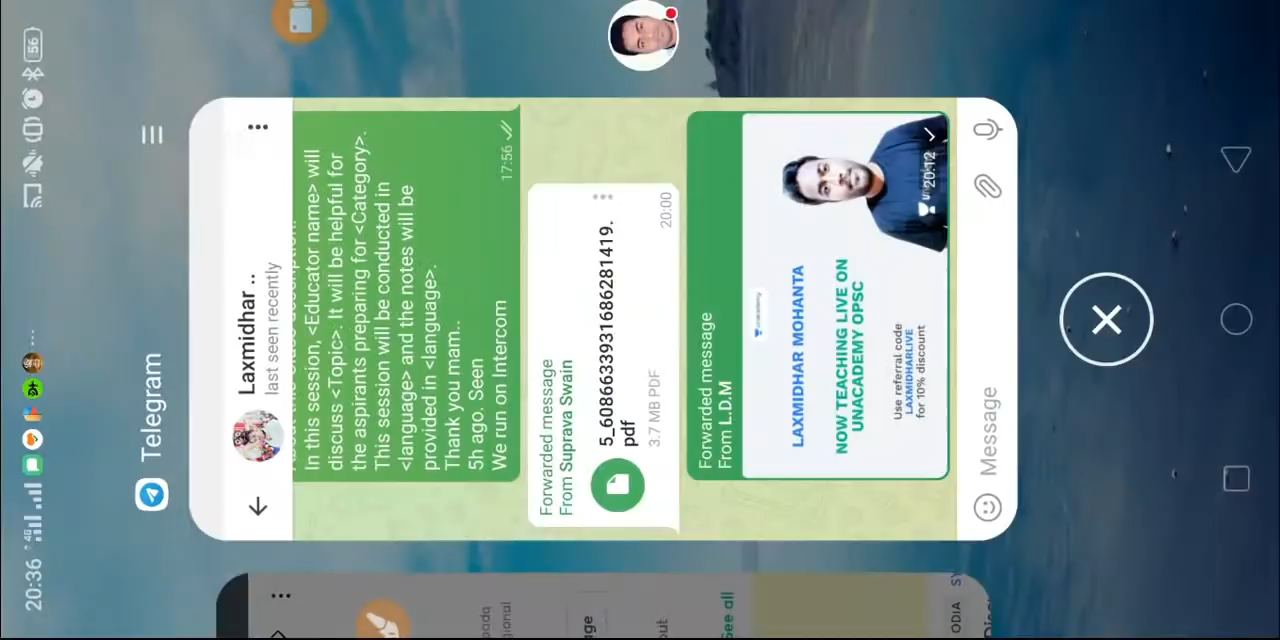 20:36
4G
56
Telegram
Laxmidhar ..
last seen recently
In this session, <Educator name> will
discuss <Topic>. It will be helpful for
the aspirants preparing for <Category>.
This session will be conducted in
<language> and the notes will be
provided in <language>.
Thank you mam..
5h ago. Seen
We run on Intercom
17:56
Forwarded message
From Suprava Swain
5_6086633931686281419.
pdf
3.7 MB PDF
20:00
Forwarded message
From L.D.M
unacademy
LAXMIDHAR MOHANTA
NOW TEACHING LIVE ON
UNACADEMY OPSC
Use referral code
LAXMIDHARLIVE
for 10% discount
20:12
Message
See all
ODIA